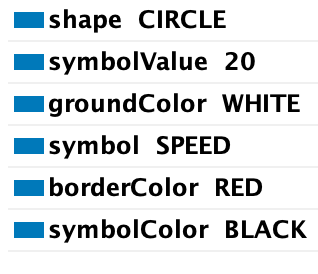 shape CIRCLE
symbolValue 20
groundColor WHITE
symbol SPEED
borderColor RED
symbolColor BLACK